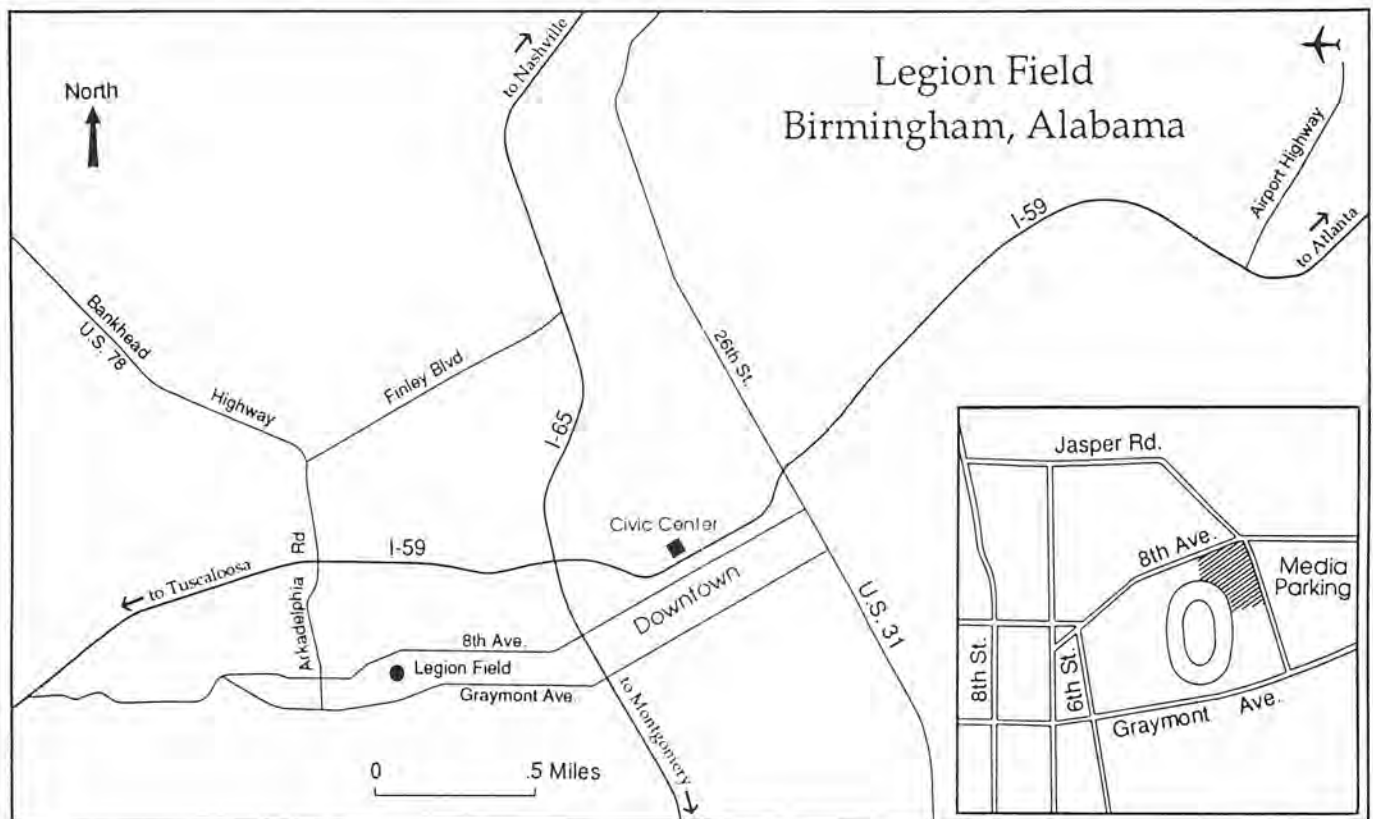 Legion Field
Birmingham, Alabama
North
to Nashville
Airport Highway
to Atlanta
I-59
Bankhead
U.S. 78
Highway
Finley Blvd.
26th St.
I-65
Civic Center
Arkadelphia Rd
I-59
to Tuscaloosa
Downtown
U.S. 31
8th Ave.
Legion Field
Graymont Ave.
to Montgomery
0 .5 Miles
Jasper Rd.
8th Ave.
Media
Parking
8th St.
6th St.
Graymont Ave.